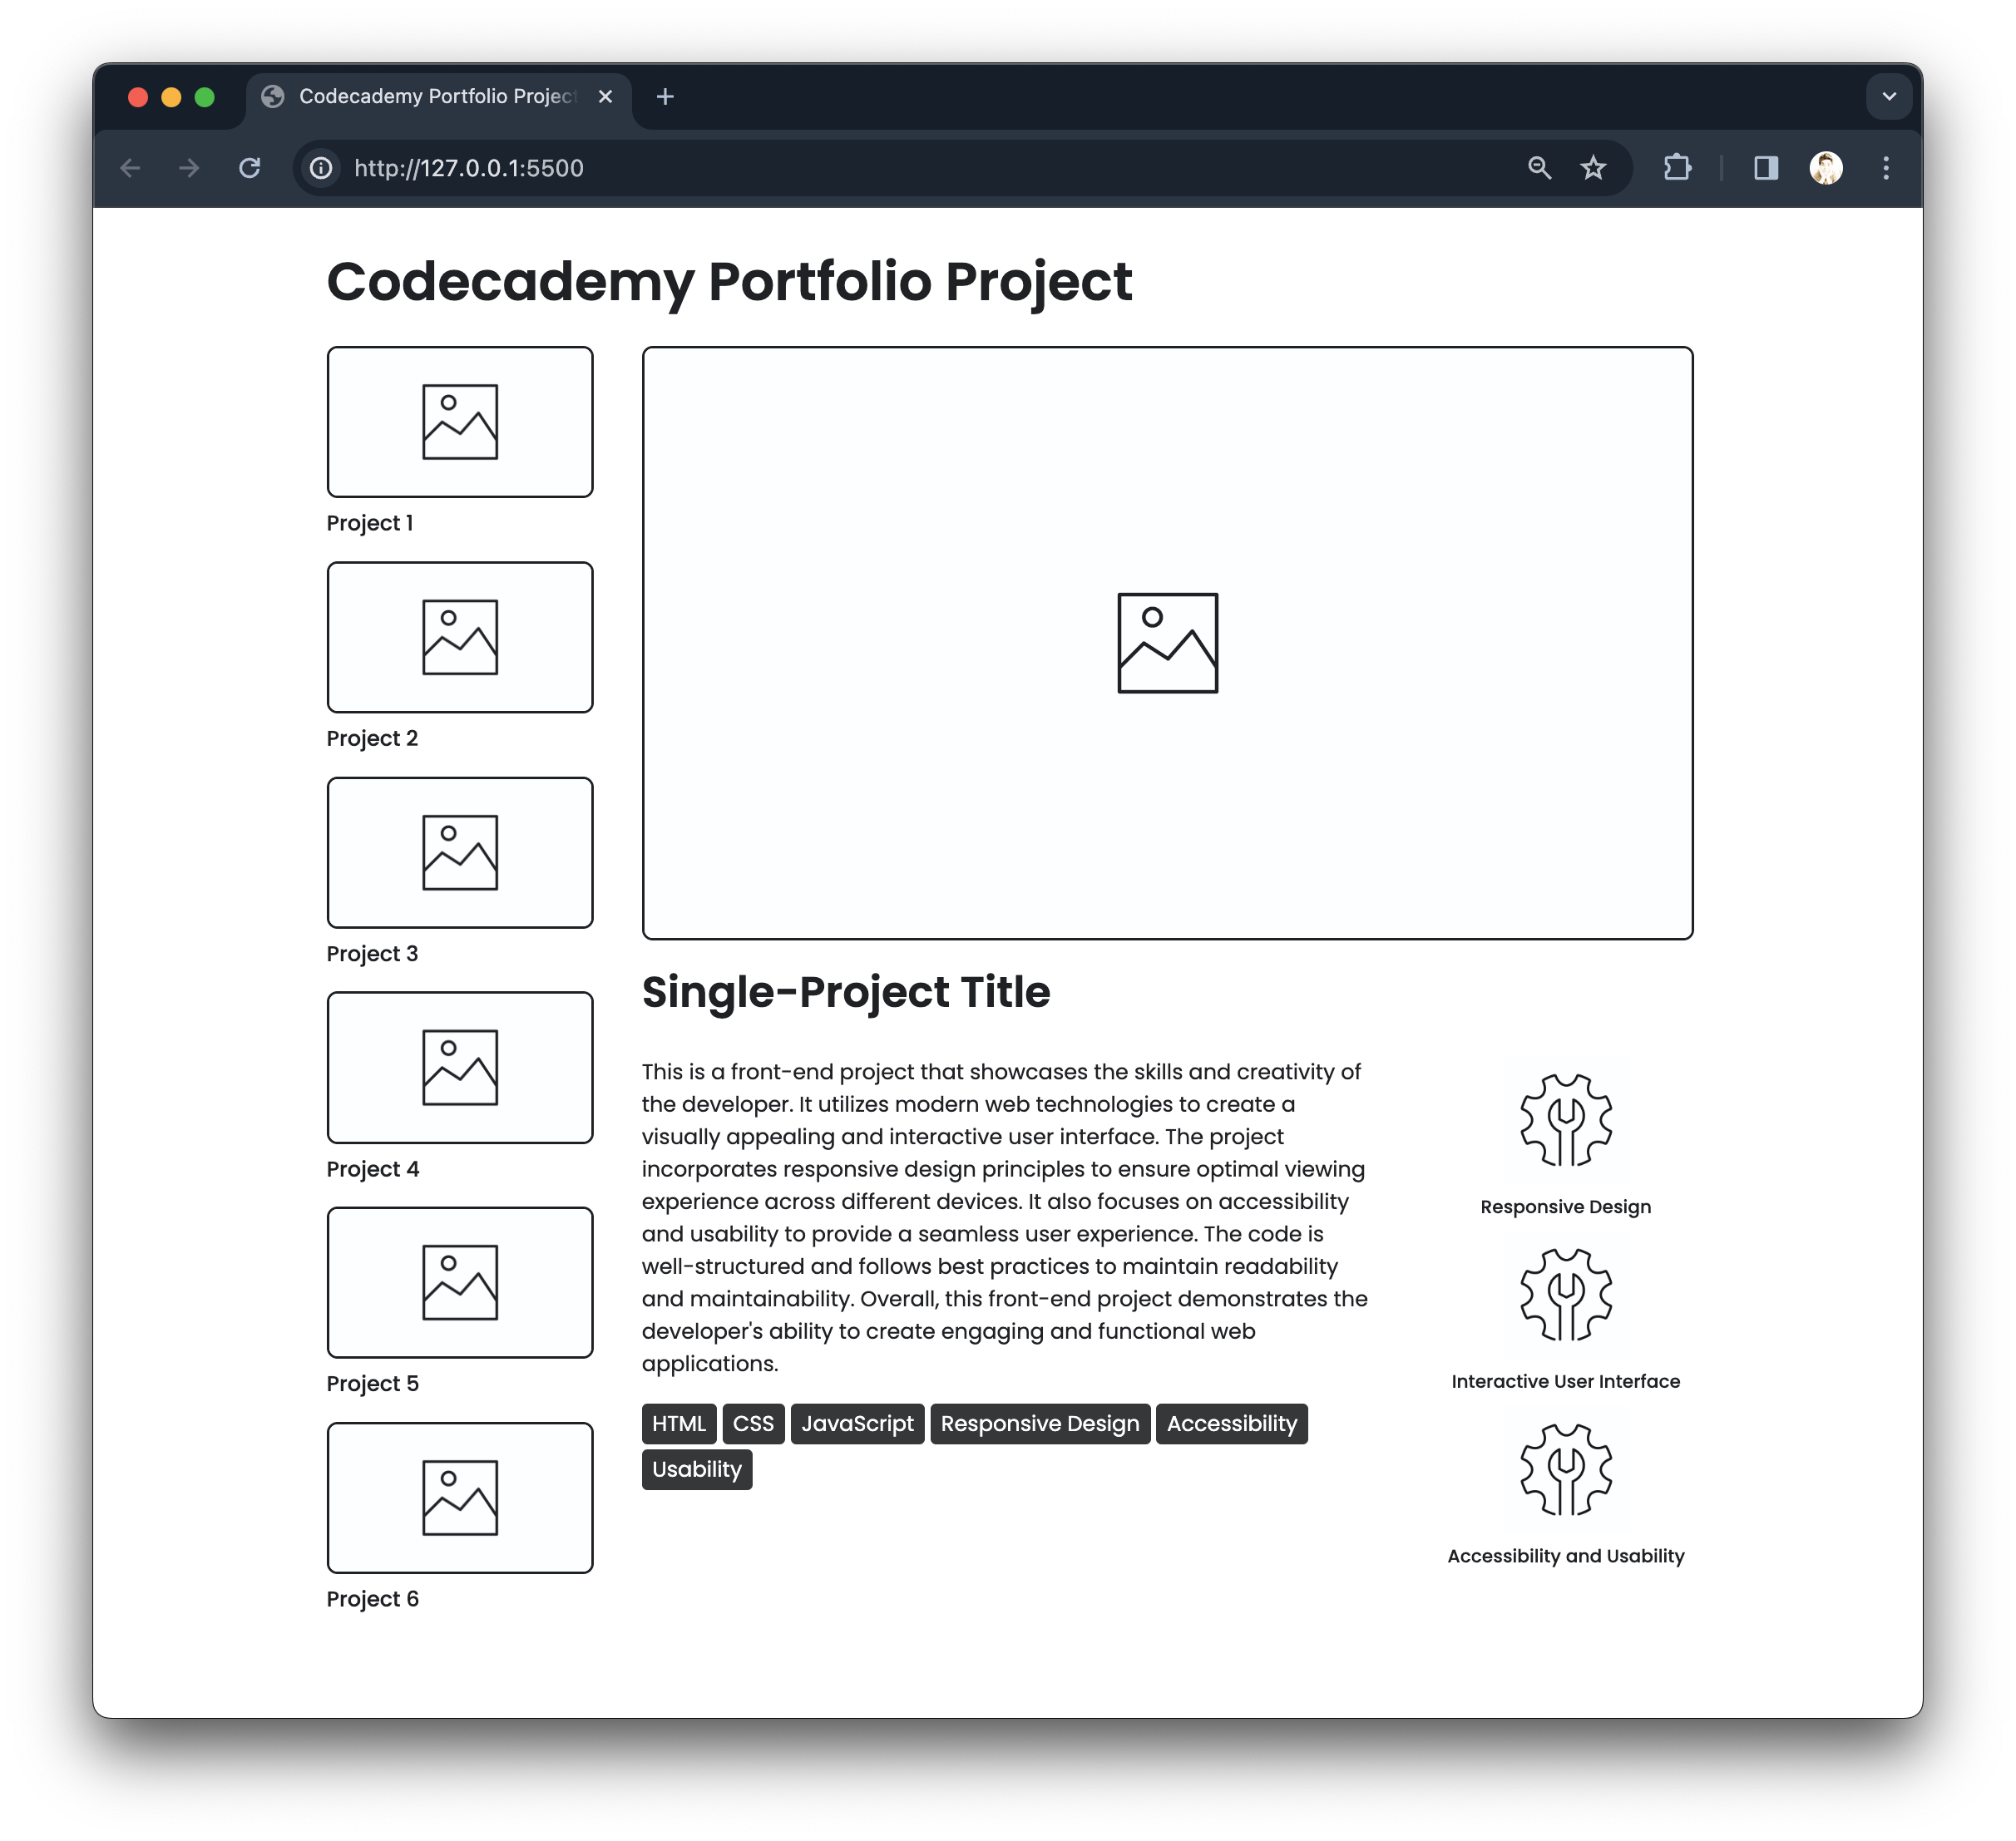 Codecademy Portfolio Projec
http://127.0.0.1:5500
Codecademy Portfolio Project
Project 1
Project 2
Project 3
Project 4
Project 5
Project 6
Single-Project Title
This is a front-end project that showcases the skills and creativity of
the developer. It utilizes modern web technologies to create a
visually appealing and interactive user interface. The project
incorporates responsive design principles to ensure optimal viewing
experience across different devices. It also focuses on accessibility
and usability to provide a seamless user experience. The code is
well-structured and follows best practices to maintain readability
and maintainability. Overall, this front-end project demonstrates the
developer's ability to create engaging and functional web
applications.
HTML CSS JavaScript Responsive Design Accessibility
Usability
Responsive Design
Interactive User Interface
Accessibility and Usability